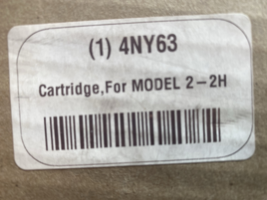 (1) 4NY63
Cartridge,For MODEL 2-2H